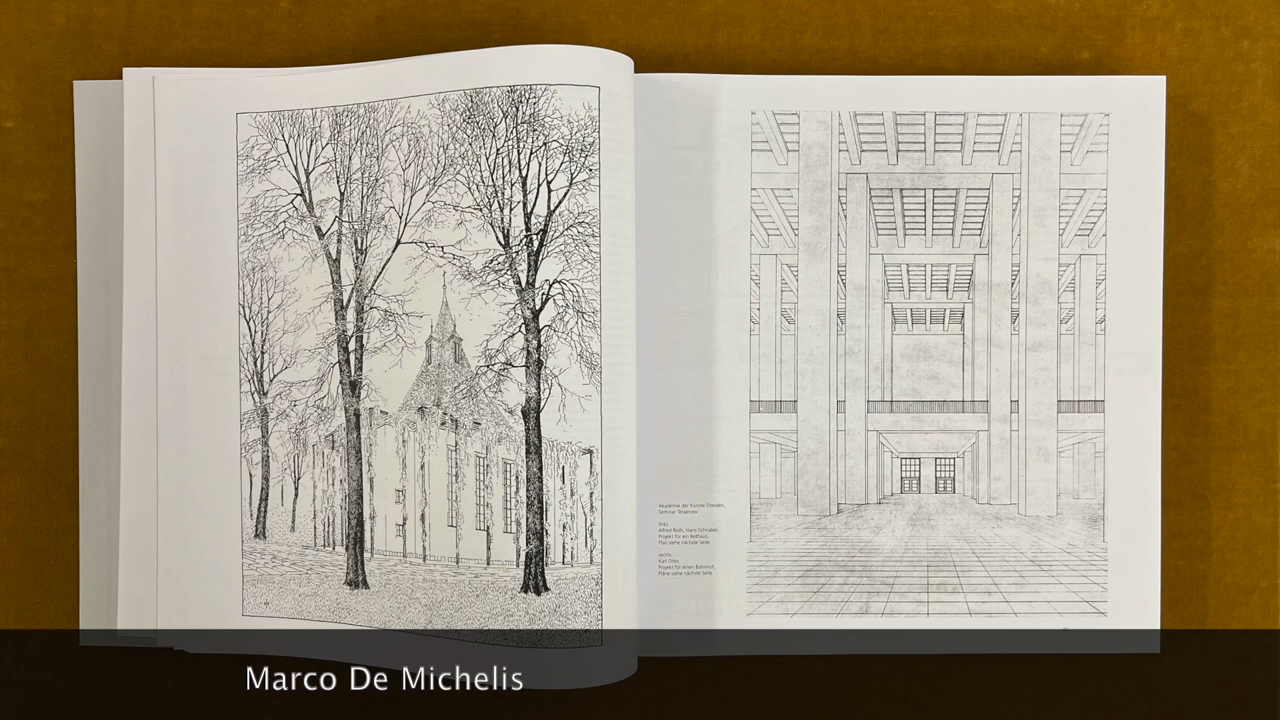 Akademie der Künste Dresden,
Seminar Tessenow
links:
Alfred Roth, Hans Schnabel,
Projekt für ein Bethaus,
Plan siehe nächste Seite
rechts:
Karl Otto,
Projekt für einen Bahnhof,
Pläne siehe nächste Seite
Marco De Michelis